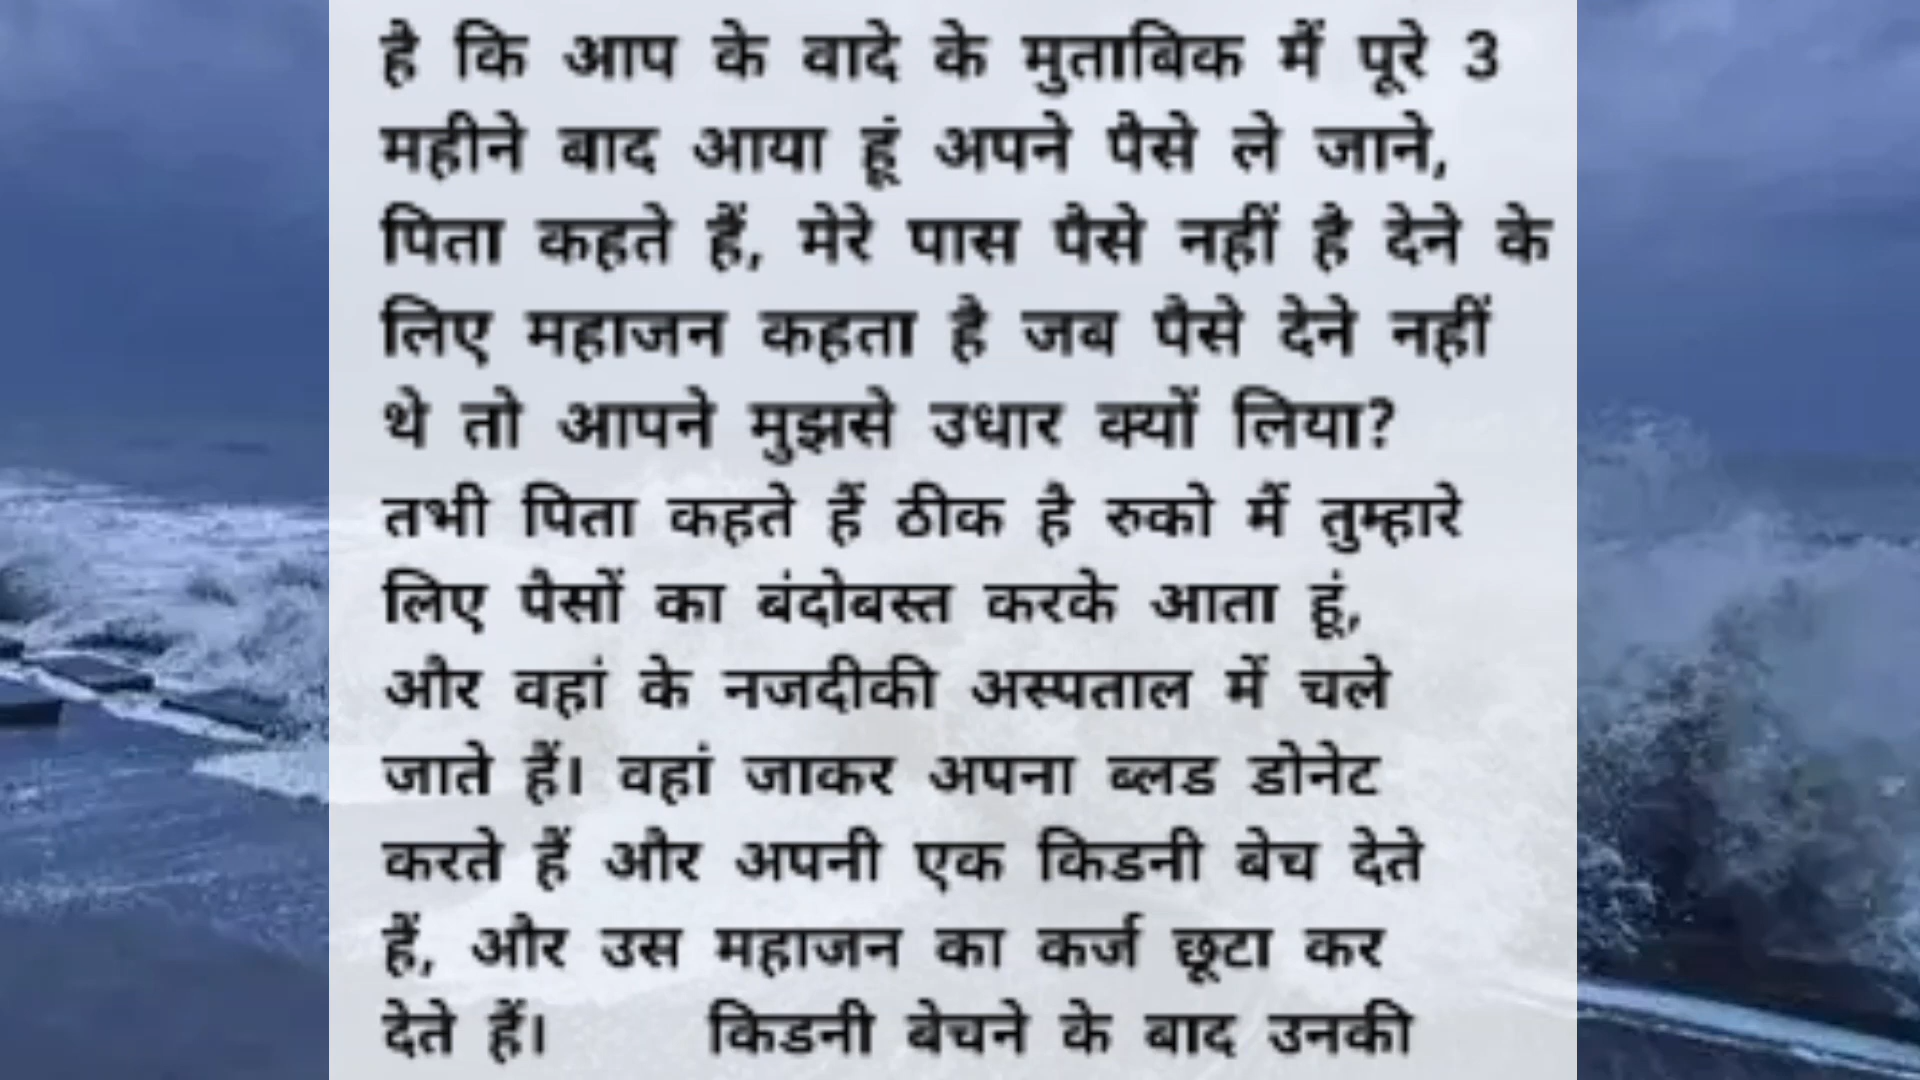 है कि आप के वादे के मुताबिक मैं पूरे 3
महीने बाद आया हूं अपने पैसे ले जाने,
पिता कहते हैं, मेरे पास पैसे नहीं है देने के
लिए महाजन कहता है जब पैसे देने नहीं
थे तो आपने मुझसे उधार क्यों लिया?
तभी पिता कहते हैं ठीक है रुको मैं तुम्हारे
लिए पैसों का बंदोबस्त करके आता हूं,
और वहां के नजदीकी अस्पताल में चले
जाते हैं। वहां जाकर अपना ब्लड डोनेट
करते हैं और अपनी एक किडनी बेच देते
हैं, और उस महाजन का कर्ज छूटा कर
देते हैं। किडनी बेचने के बाद उनकी